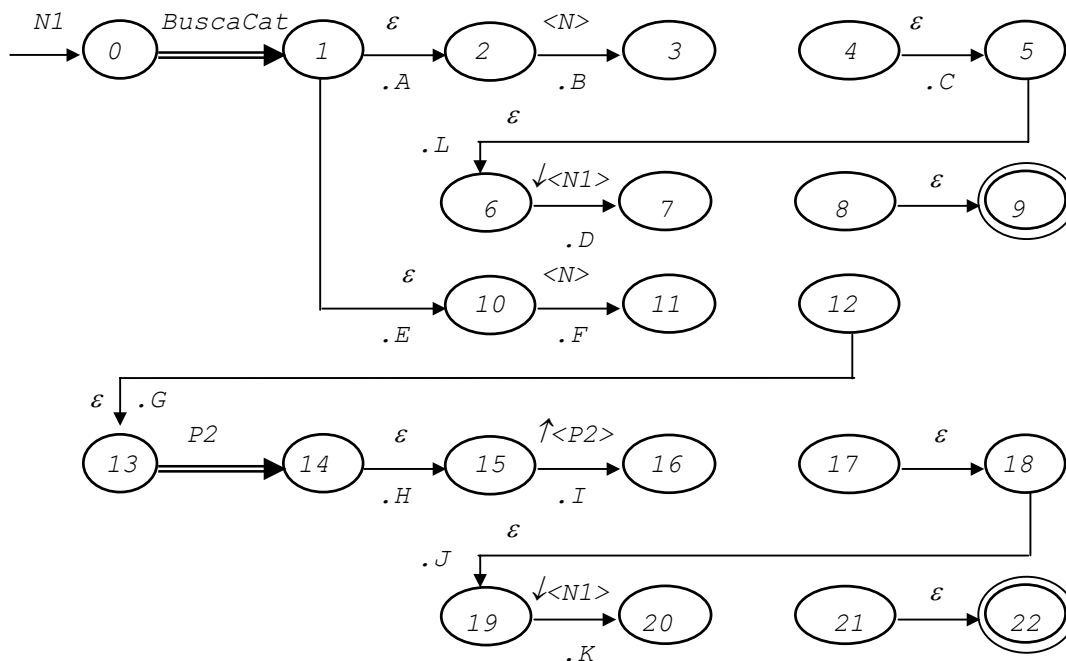 N1 BuscaCat ε <N> ε
0 1 2 3 4 5
.A .B .C
ε
.L ↓<N1> ε
6 7 8 9
.D
ε <N>
10 11 12
.E .F
ε .G P2 ε ↑<P2> ε
13 14 15 16 17 18
.H .I
ε
.J ↓<N1> ε
19 20 21 22
.K